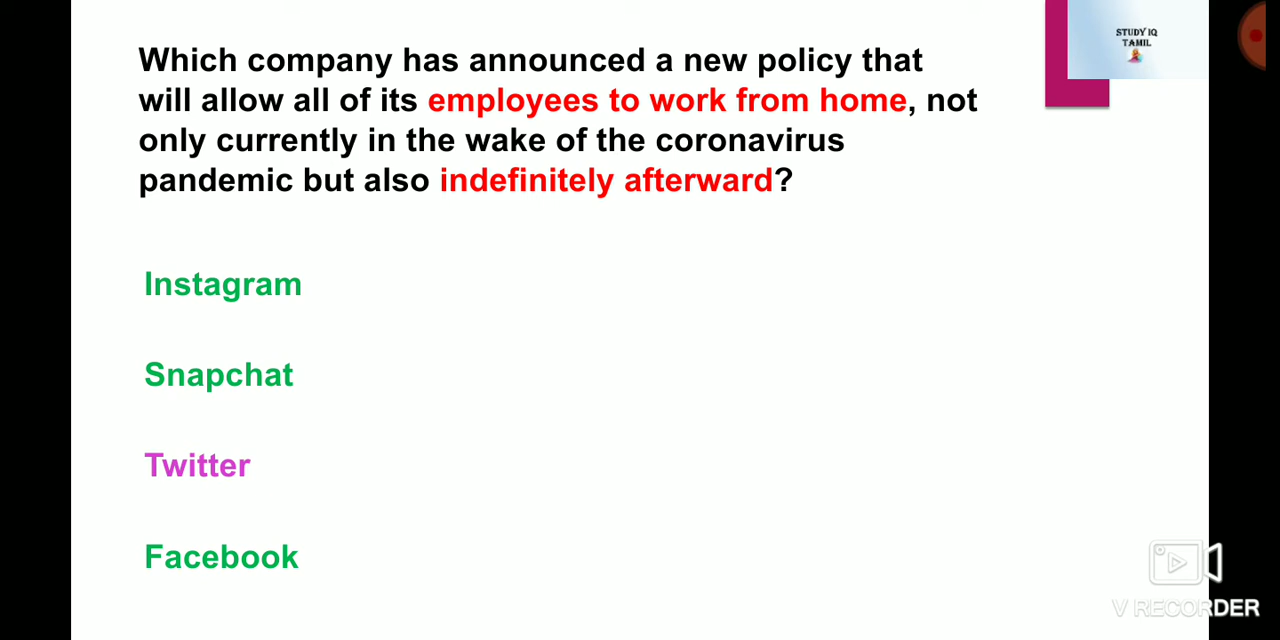 Which company has announced a new policy that
will allow all of its employees to work from home, not
only currently in the wake of the coronavirus
pandemic but also indefinitely afterward?
STUDY IQ
TAMIL
Instagram
Snapchat
Twitter
Facebook
V RECORDER